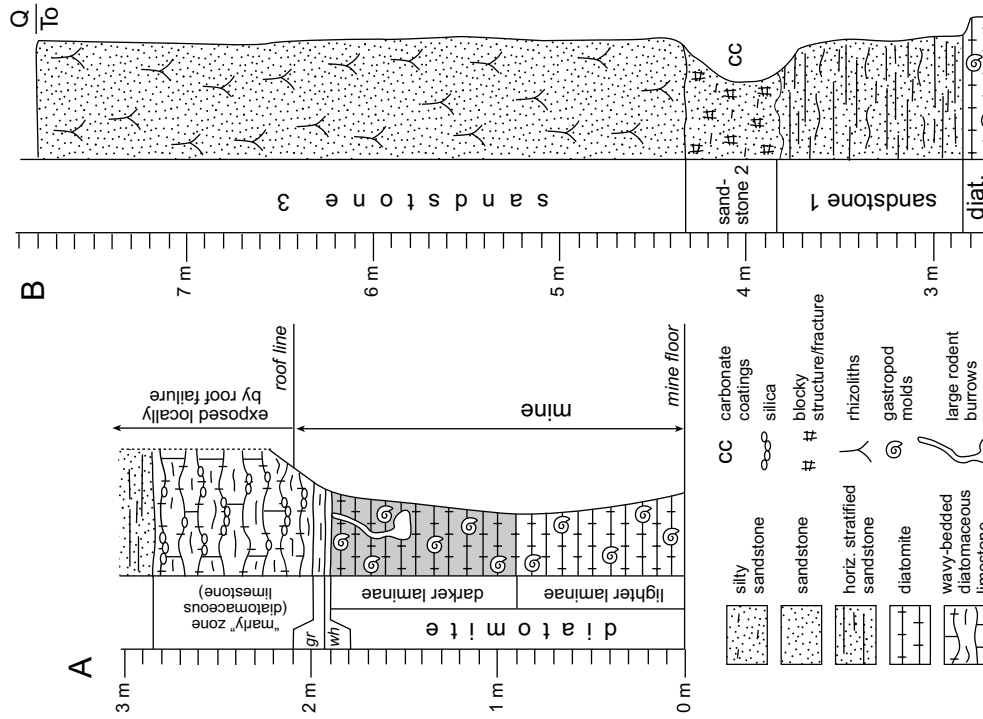 A
3 m
2 m
1 m
0 m
"marly" zone
(diatomaceous
limestone)
gr
wh
diatomite
darker laminae
lighter laminae
exposed locally
by roof failure
roof line
mine
mine floor
B
7 m
6 m
5 m
4 m
3 m
Q
To
sandstone 3
sand-
stone 2
sandstone 1
diat.
cc
silty
sandstone
sandstone
horiz. stratified
sandstone
diatomite
wavy-bedded
diatomaceous
cc
carbonate
coatings
silica
blocky
structure/fracture
rhizoliths
gastropod
molds
large rodent
burrows